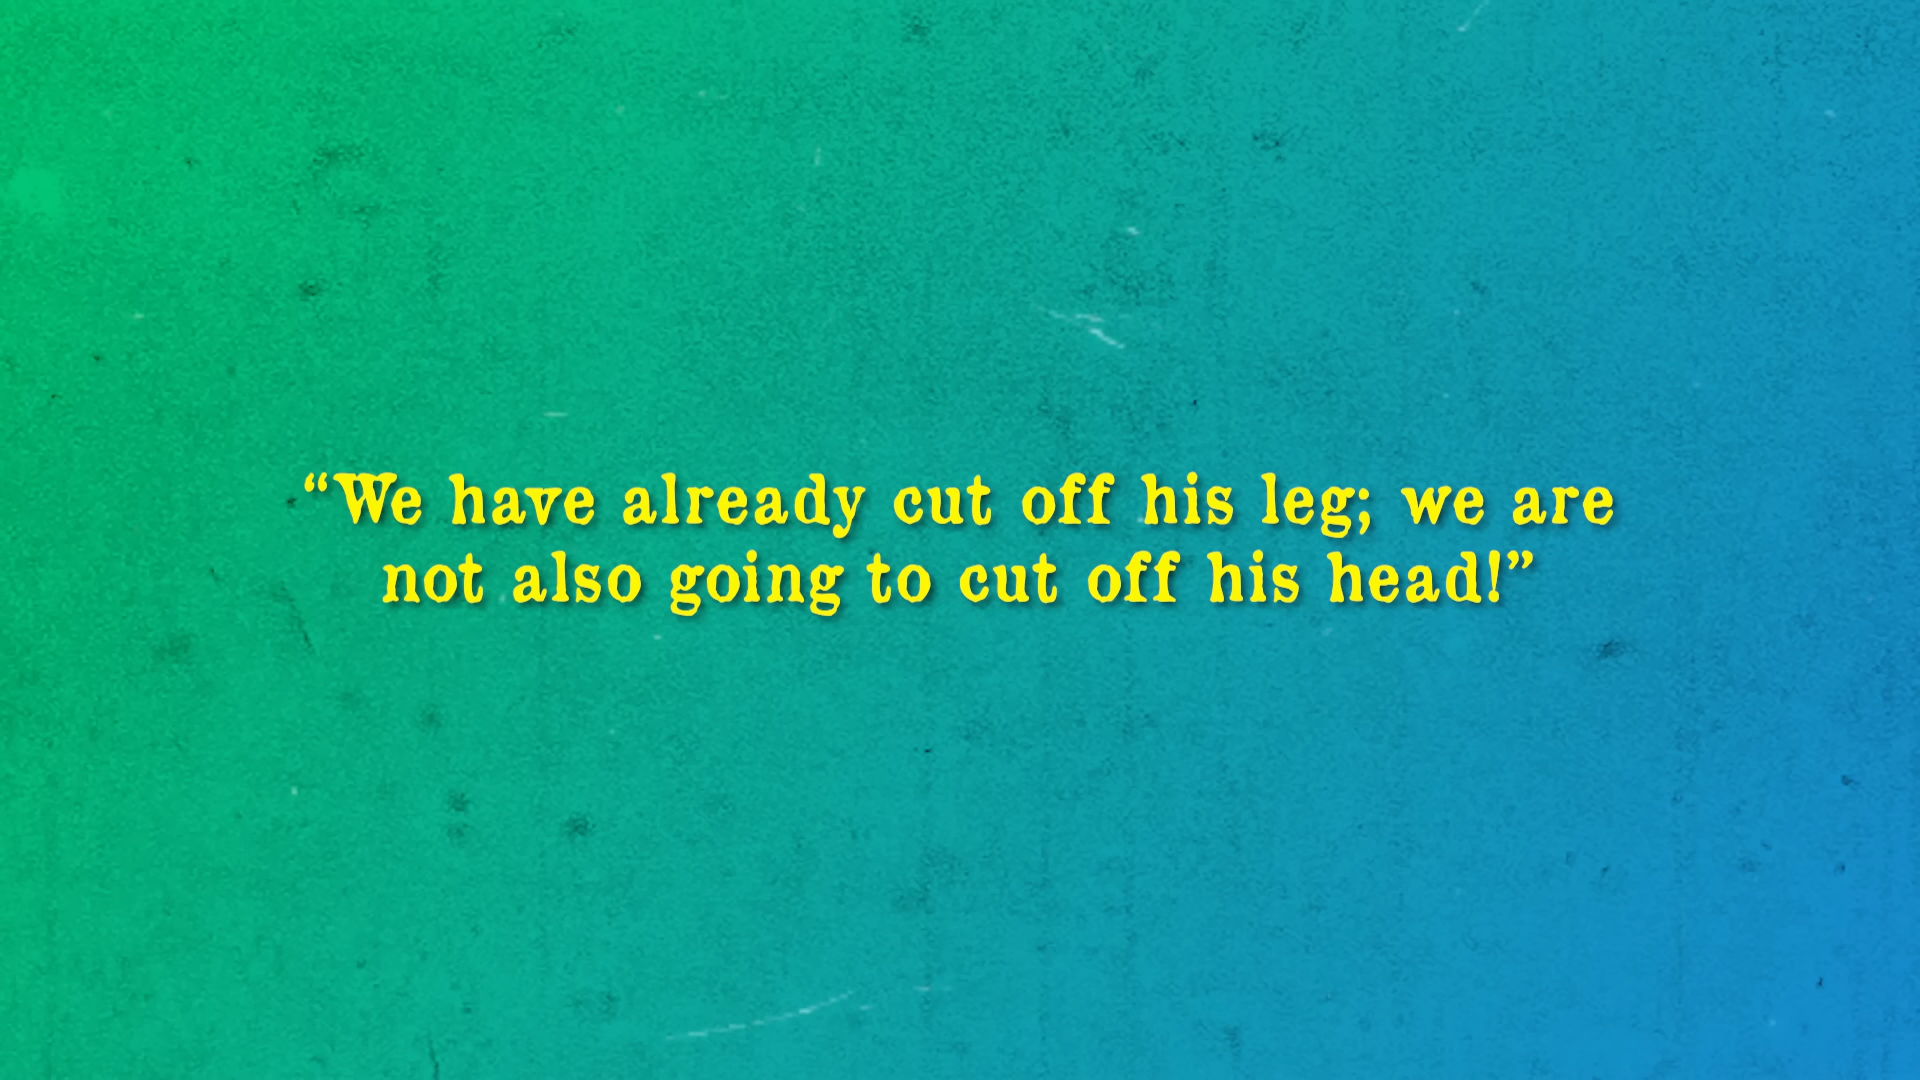 “We have already cut off his leg; we are
not also going to cut off his head!”